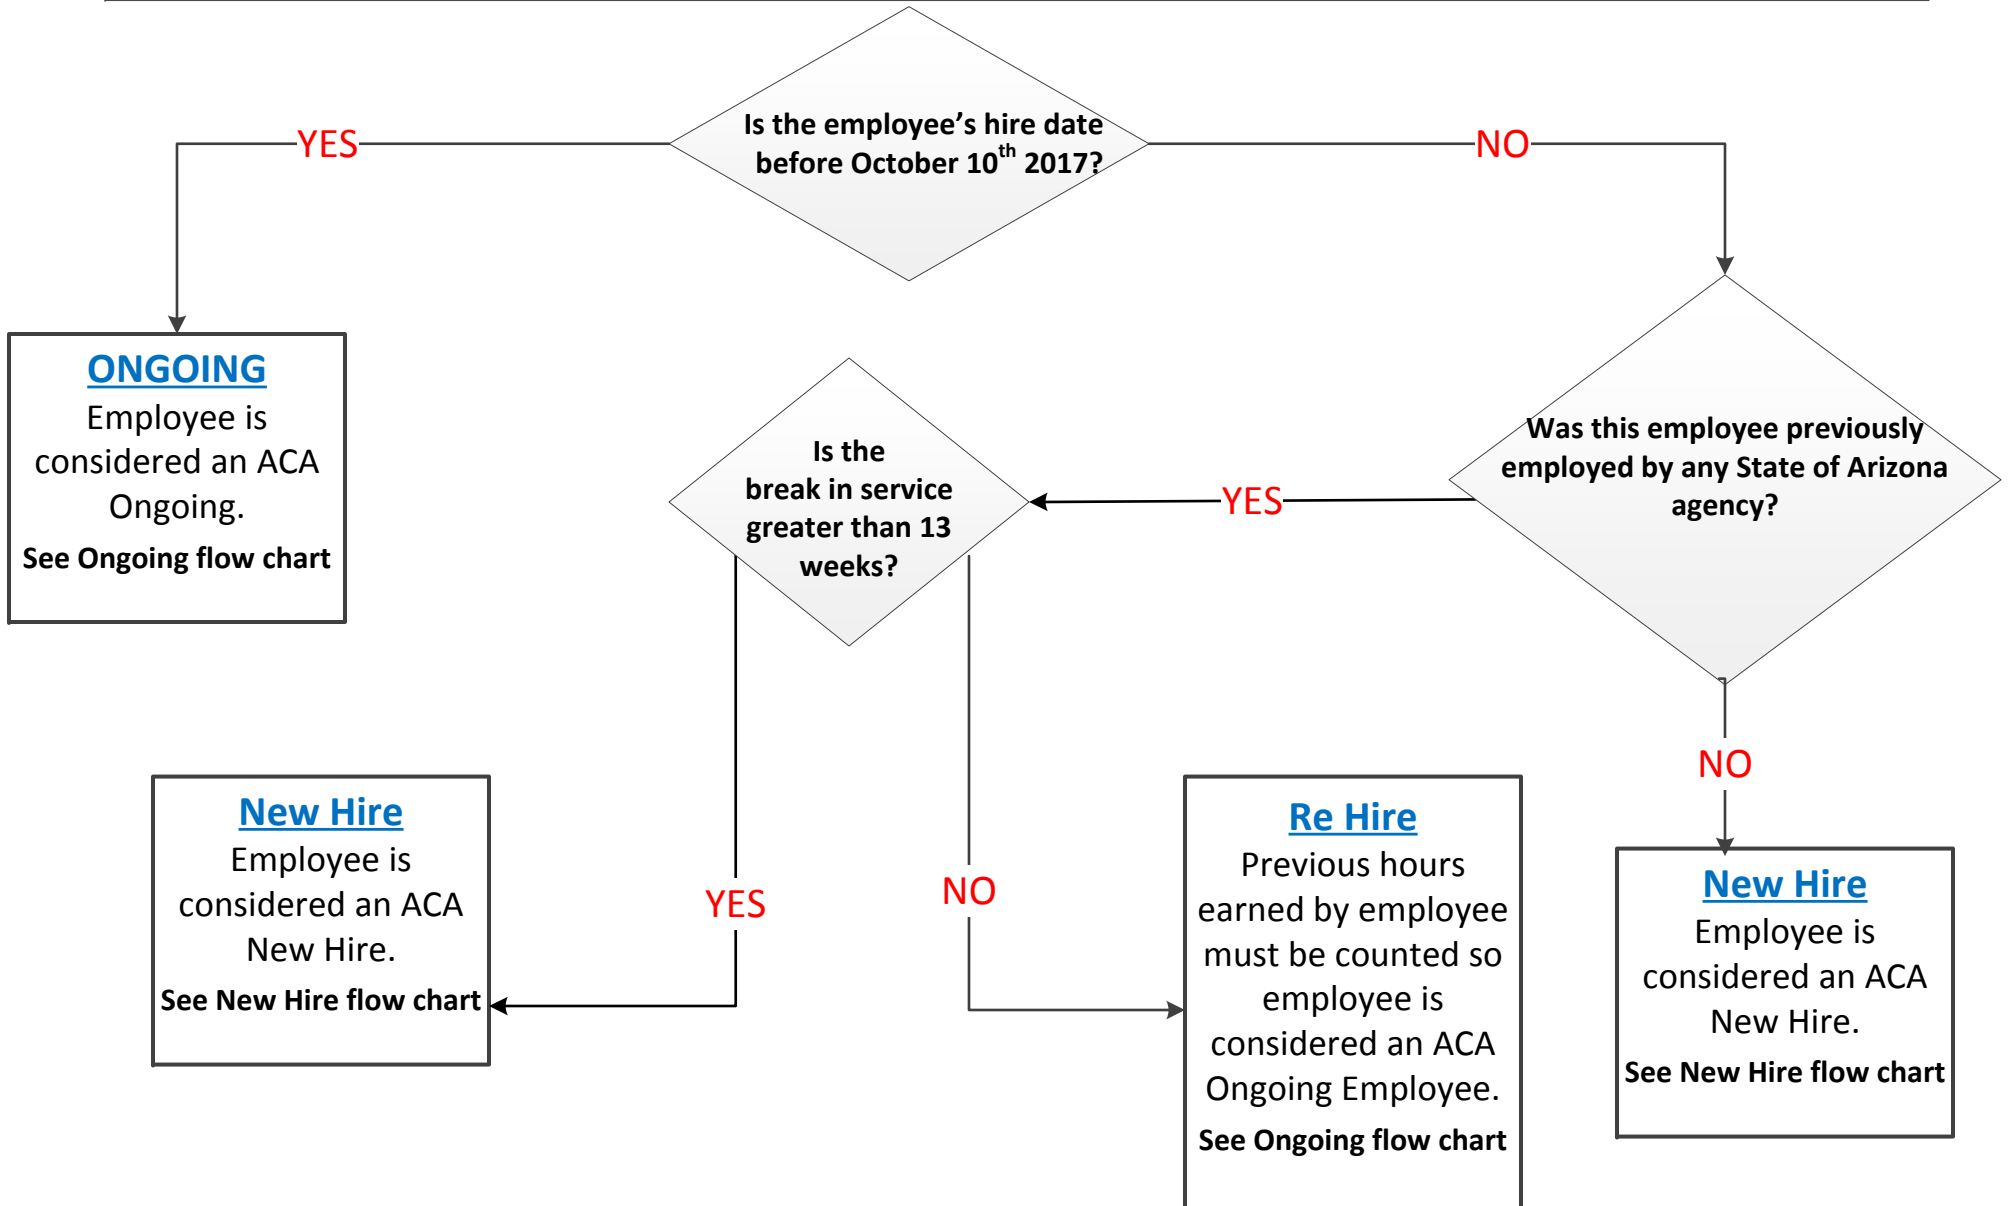 Is the employee’s hire date
before October 10th 2017?
YES
NO
ONGOING
Employee is
considered an ACA
Ongoing.
See Ongoing flow chart
Was this employee previously
employed by any State of Arizona
agency?
YES
Is the
break in service
greater than 13
weeks?
NO
New Hire
Employee is
considered an ACA
New Hire.
See New Hire flow chart
YES
NO
Re Hire
Previous hours
earned by employee
must be counted so
employee is
considered an ACA
Ongoing Employee.
See Ongoing flow chart
New Hire
Employee is
considered an ACA
New Hire.
See New Hire flow chart